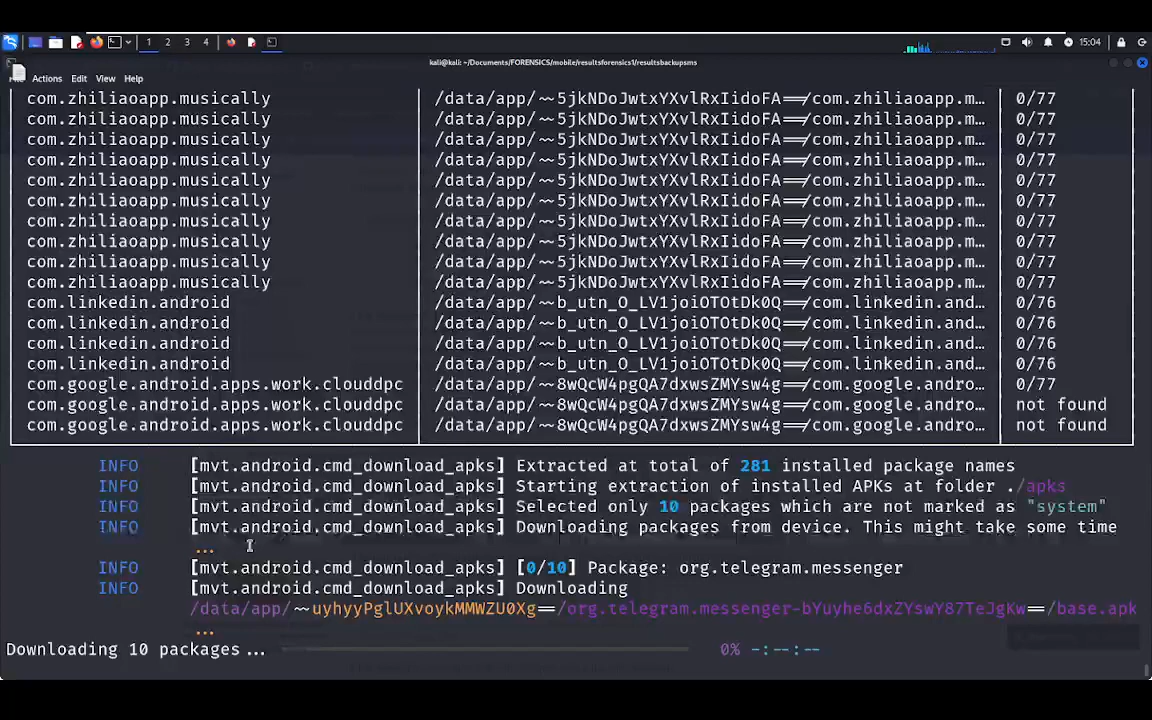 1 2 3 4 15:04
kali@kali: ~/Documents/FORENSICS/mobile/resultsforensics1/resultsbackupsms
Actions Edit View Help
com.zhiliaoapp.musically /data/app/~~5jkNDoJwtxYXvlRxIidoFA==/com.zhiliaoapp.m… 0/77
com.zhiliaoapp.musically /data/app/~~5jkNDoJwtxYXvlRxIidoFA==/com.zhiliaoapp.m… 0/77
com.zhiliaoapp.musically /data/app/~~5jkNDoJwtxYXvlRxIidoFA==/com.zhiliaoapp.m… 0/77
com.zhiliaoapp.musically /data/app/~~5jkNDoJwtxYXvlRxIidoFA==/com.zhiliaoapp.m… 0/77
com.zhiliaoapp.musically /data/app/~~5jkNDoJwtxYXvlRxIidoFA==/com.zhiliaoapp.m… 0/77
com.zhiliaoapp.musically /data/app/~~5jkNDoJwtxYXvlRxIidoFA==/com.zhiliaoapp.m… 0/77
com.zhiliaoapp.musically /data/app/~~5jkNDoJwtxYXvlRxIidoFA==/com.zhiliaoapp.m… 0/77
com.zhiliaoapp.musically /data/app/~~5jkNDoJwtxYXvlRxIidoFA==/com.zhiliaoapp.m… 0/77
com.zhiliaoapp.musically /data/app/~~5jkNDoJwtxYXvlRxIidoFA==/com.zhiliaoapp.m… 0/77
com.zhiliaoapp.musically /data/app/~~5jkNDoJwtxYXvlRxIidoFA==/com.zhiliaoapp.m… 0/77
com.linkedin.android /data/app/~~b_utn_O_LV1joiOTOtDk0Q==/com.linkedin.and… 0/76
com.linkedin.android /data/app/~~b_utn_O_LV1joiOTOtDk0Q==/com.linkedin.and… 0/76
com.linkedin.android /data/app/~~b_utn_O_LV1joiOTOtDk0Q==/com.linkedin.and… 0/76
com.linkedin.android /data/app/~~b_utn_O_LV1joiOTOtDk0Q==/com.linkedin.and… 0/76
com.google.android.apps.work.clouddpc /data/app/~~8wQcW4pgQA7dxwsZMYsw4g==/com.google.andro… 0/77
com.google.android.apps.work.clouddpc /data/app/~~8wQcW4pgQA7dxwsZMYsw4g==/com.google.andro… not found
com.google.android.apps.work.clouddpc /data/app/~~8wQcW4pgQA7dxwsZMYsw4g==/com.google.andro… not found
INFO [mvt.android.cmd_download_apks] Extracted at total of 281 installed package names
INFO [mvt.android.cmd_download_apks] Starting extraction of installed APKs at folder ./apks
INFO [mvt.android.cmd_download_apks] Selected only 10 packages which are not marked as "system"
INFO [mvt.android.cmd_download_apks] Downloading packages from device. This might take some time
...
INFO [mvt.android.cmd_download_apks] [0/10] Package: org.telegram.messenger
INFO [mvt.android.cmd_download_apks] Downloading
/data/app/~~uyhyyPglUXvoykMMWZU0Xg==/org.telegram.messenger-bYuyhe6dxZYswY87TeJgKw==/base.apk
...
Downloading 10 packages... 0% -:--:--